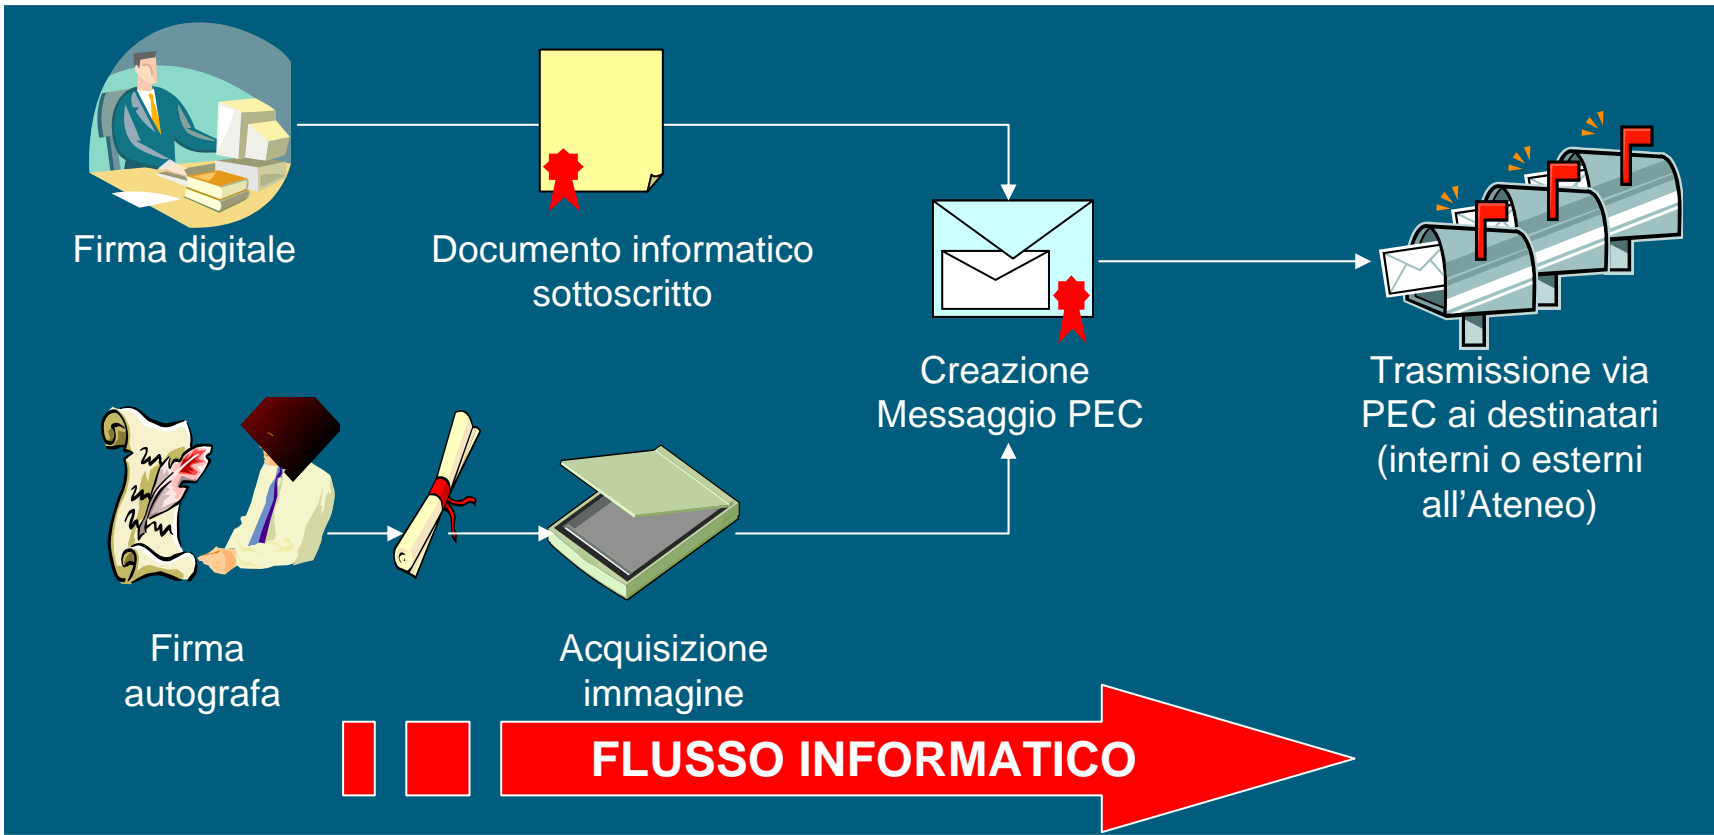 Firma digitale
Documento informatico
sottoscritto
Creazione
Messaggio PEC
Trasmissione via
PEC ai destinatari
(interni o esterni
all’Ateneo)
Firma
autografa
Acquisizione
immagine
FLUSSO INFORMATICO